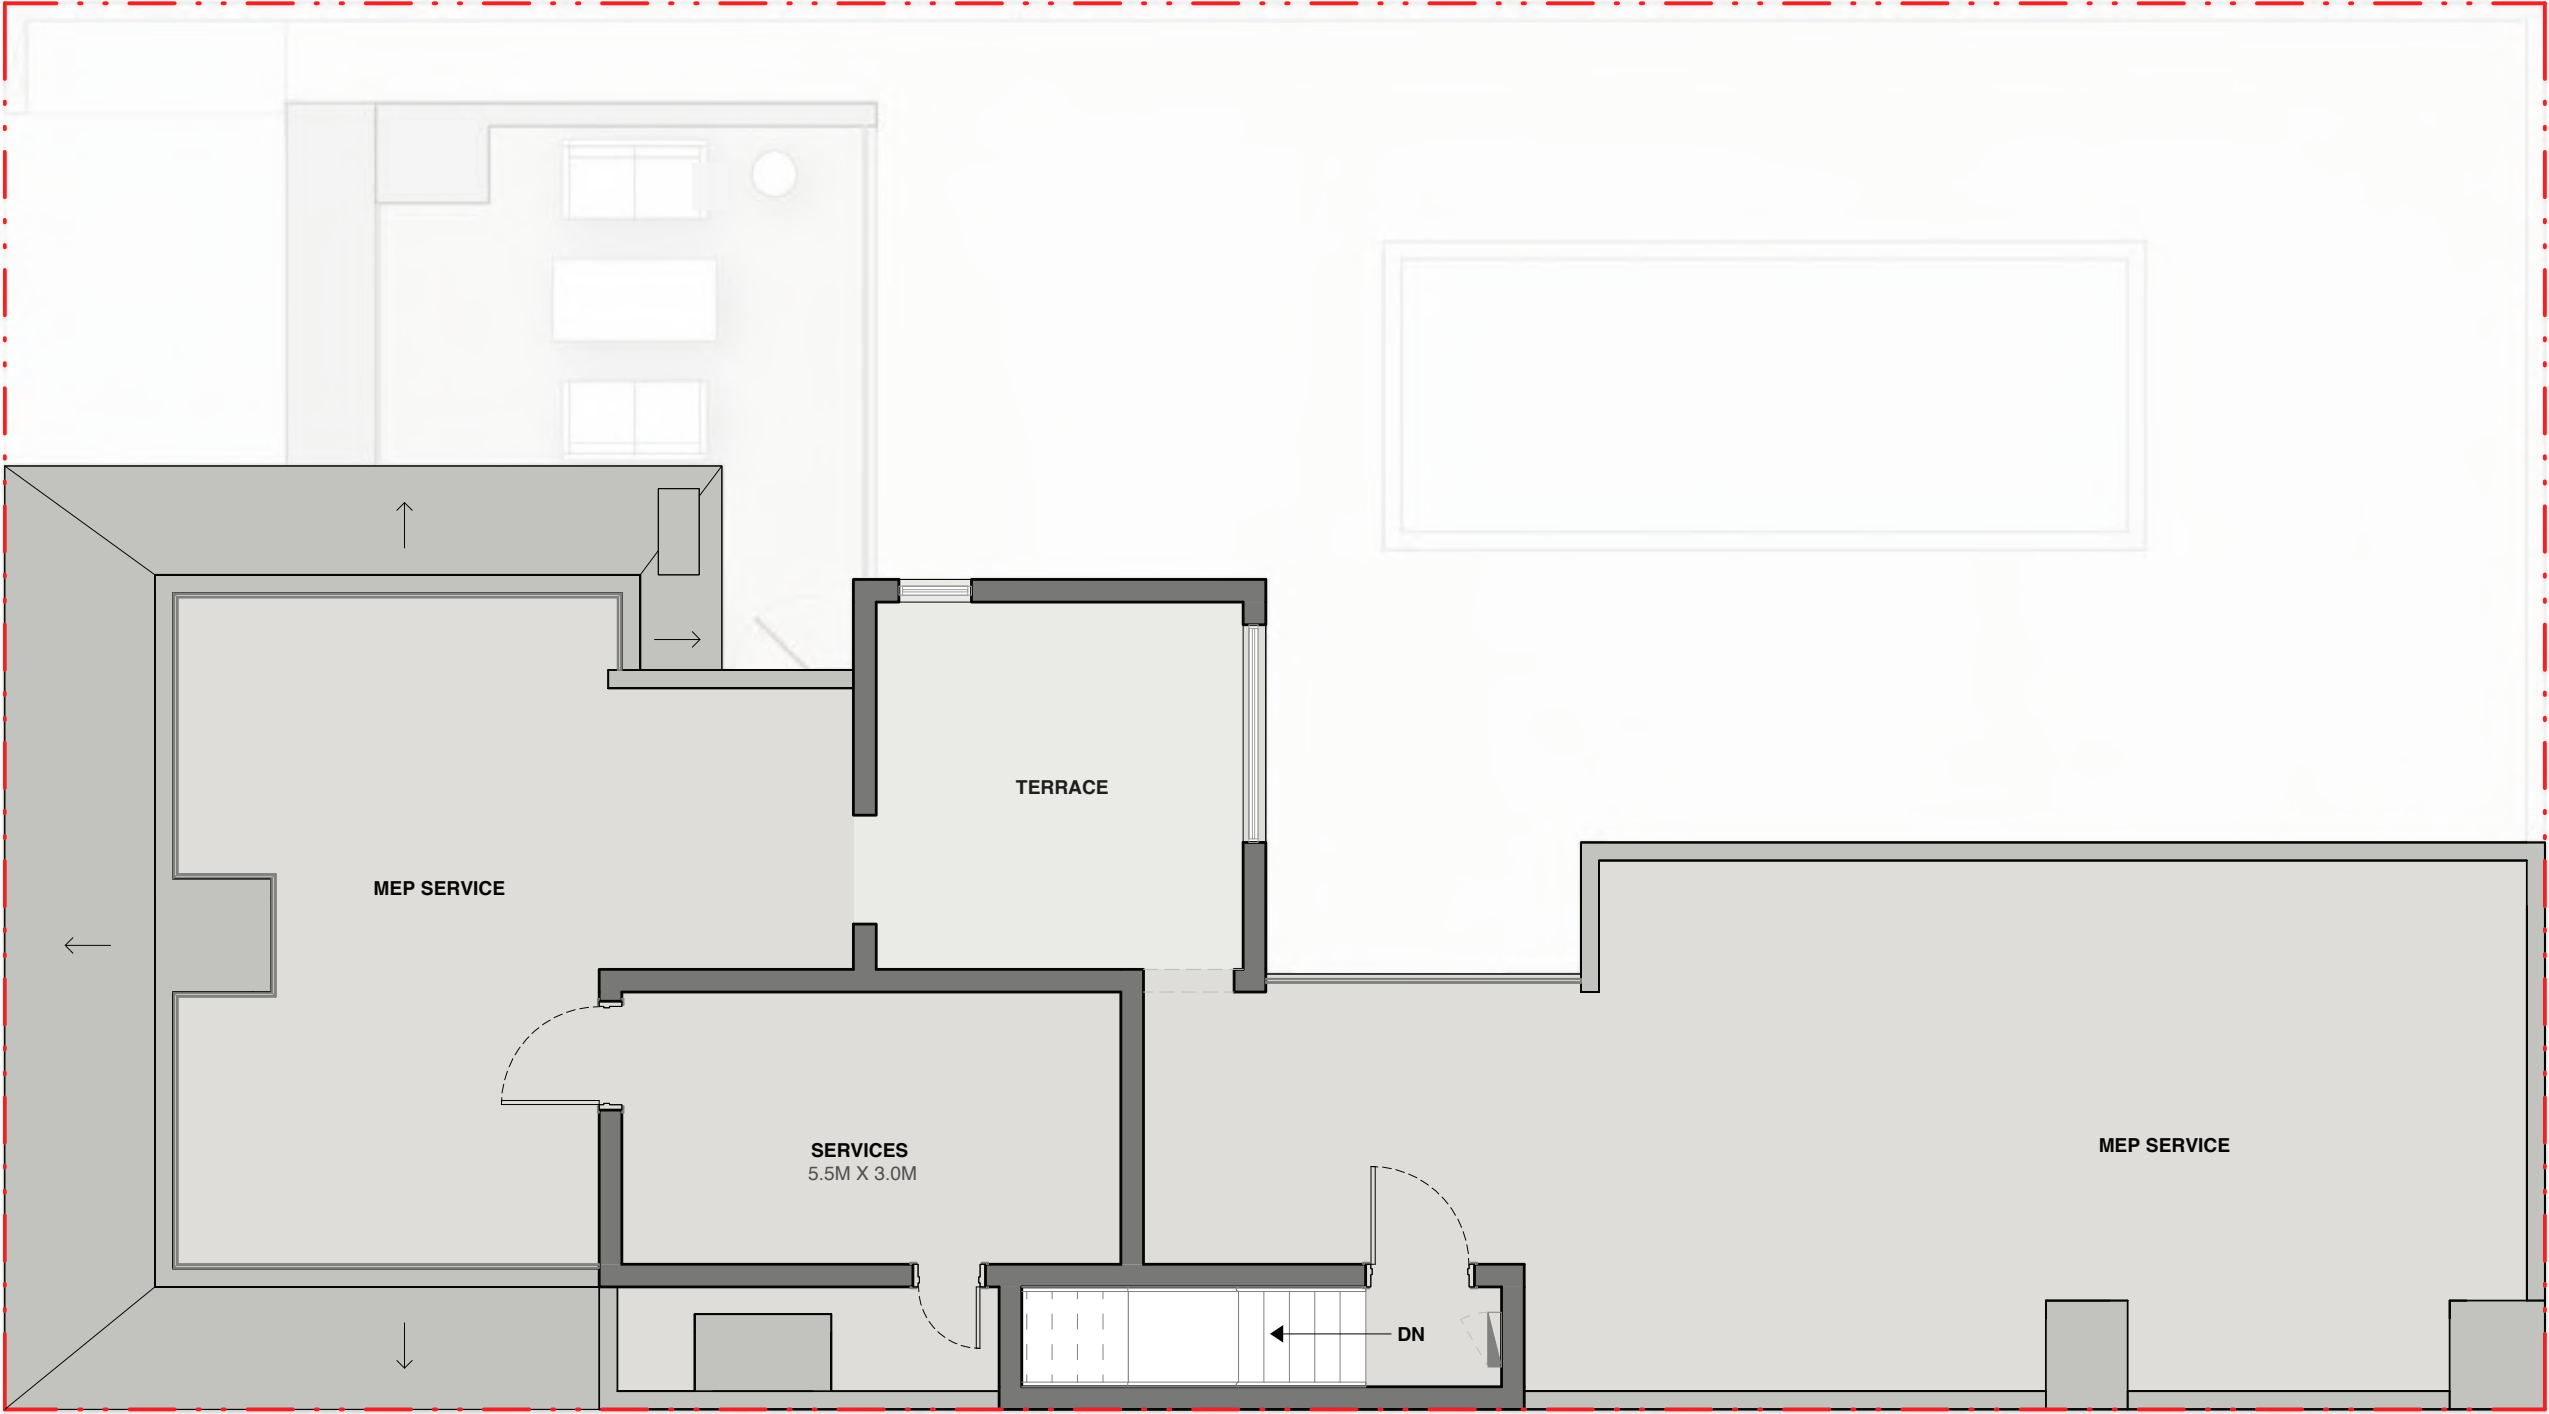 TERRACE
MEP SERVICE
SERVICES
5.5M X 3.0M
MEP SERVICE
DN